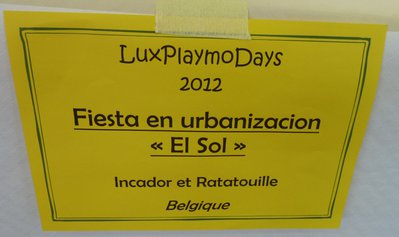 LuxPlaymoDays
2012
Fiesta en urbanizacion
« El Sol »
Incador et Ratatouille
Belgique